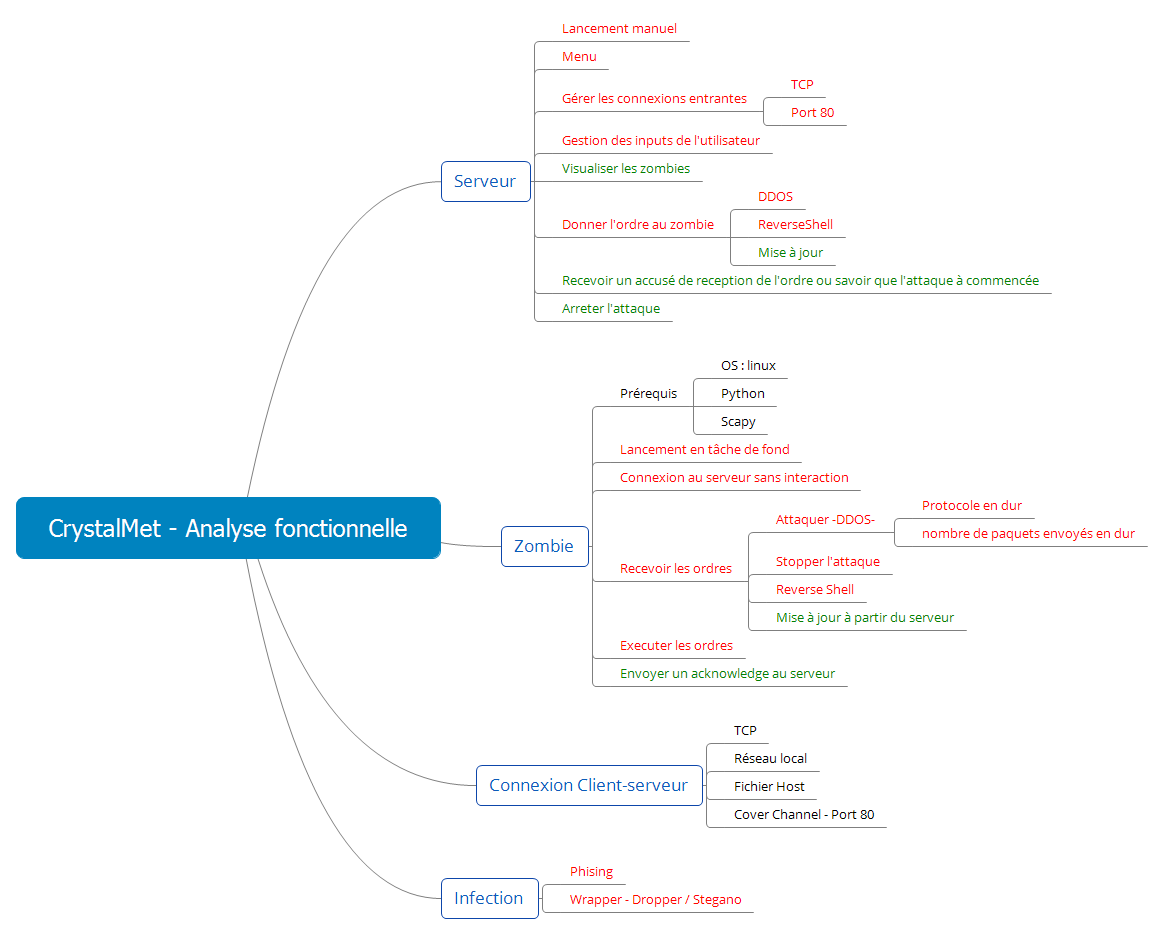 Lancement manuel
Menu
Gérer les connexions entrantes
TCP
Port 80
Gestion des inputs de l'utilisateur
Visualiser les zombies
Serveur
Donner l'ordre au zombie
DDOS
ReverseShell
Mise à jour
Recevoir un accusé de reception de l'ordre ou savoir que l'attaque à commencée
Arreter l'attaque
CrystalMet - Analyse fonctionnelle
Zombie
Prérequis
OS : linux
Python
Scapy
Lancement en tâche de fond
Connexion au serveur sans interaction
Recevoir les ordres
Attaquer -DDOS-
Protocole en dur
nombre de paquets envoyés en dur
Stopper l'attaque
Reverse Shell
Mise à jour à partir du serveur
Executer les ordres
Envoyer un acknowledge au serveur
Connexion Client-serveur
TCP
Réseau local
Fichier Host
Cover Channel - Port 80
Infection
Phising
Wrapper - Dropper / Stegano